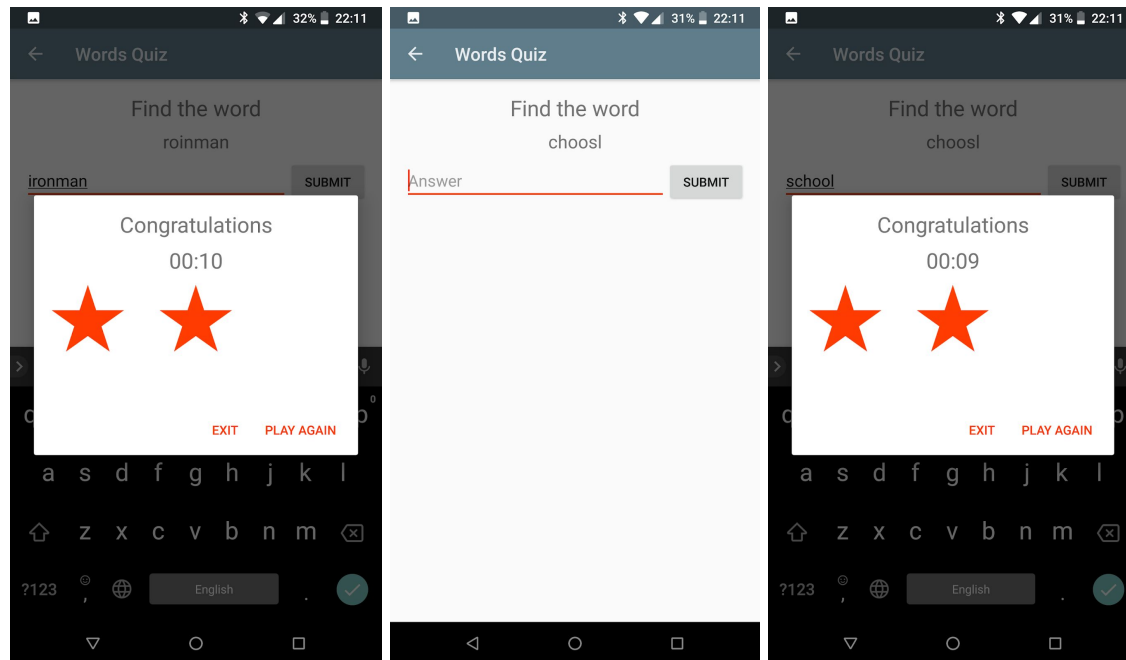 32% 22:11
Words Quiz
Find the word
roinman
ironman
SUBMIT
Congratulations
00:10
EXIT PLAY AGAIN
0
a s d f g h j k l
z x c v b n m
?123 , English .
31% 22:11
Words Quiz
Find the word
choosl
Answer
SUBMIT
31% 22:11
Words Quiz
Find the word
choosl
school
SUBMIT
Congratulations
00:09
EXIT PLAY AGAIN
a s d f g h j k l
z x c v b n m
?123 , English .